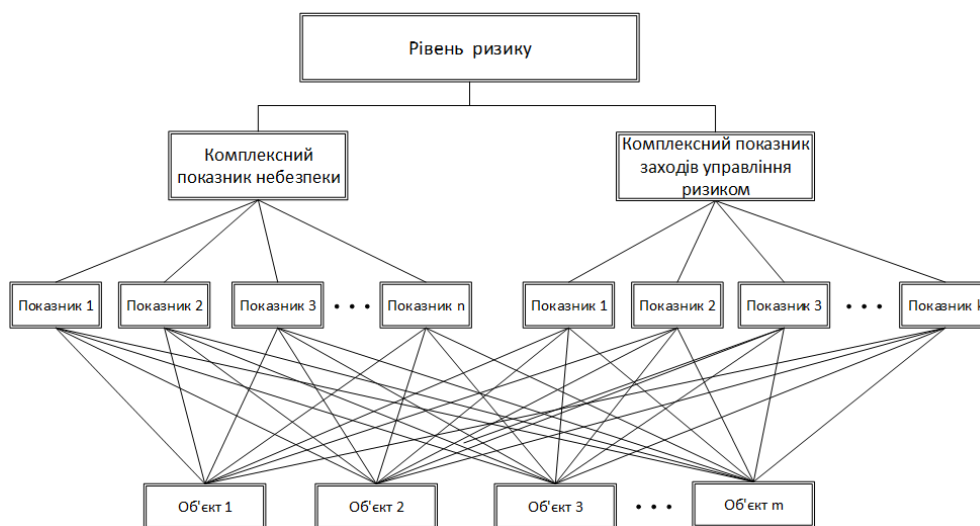 Рівень ризику
Комплексний
показник небезпеки
Комплексний показник
заходів управління
ризиком
Показник 1
Показник 2
Показник 3
• • •
Показник n
Показник 1
Показник 2
Показник 3
• • •
Показник k
Об'єкт 1
Об'єкт 2
Об'єкт 3
• • •
Об'єкт m